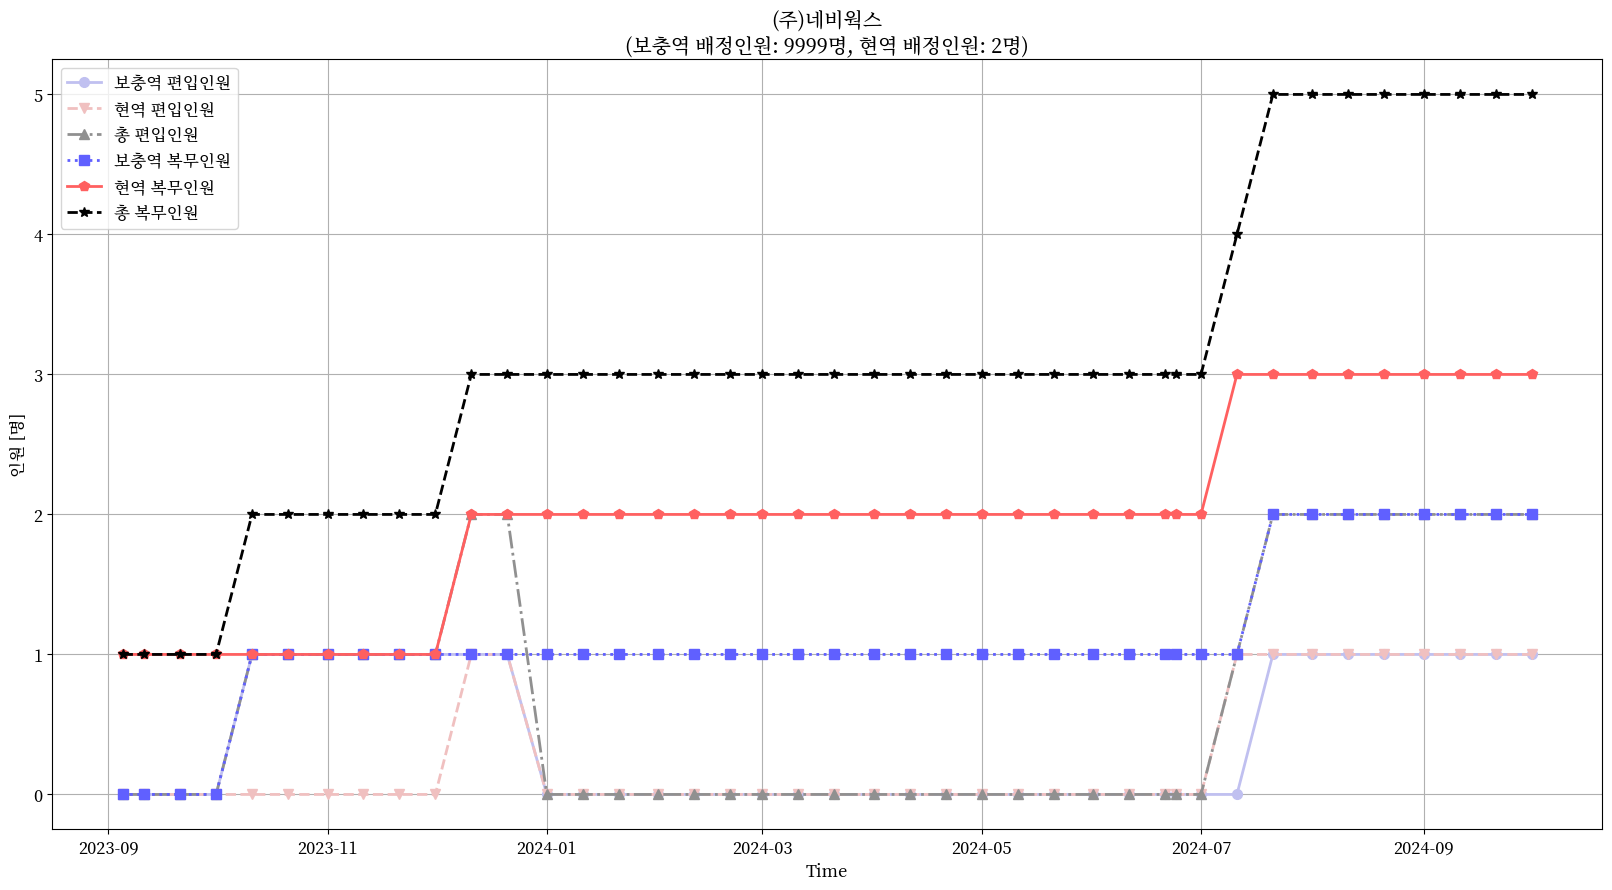 (주)네비웍스
(보충역 배정인원: 9999명, 현역 배정인원: 2명)
보충역 편입인원
현역 편입인원
총 편입인원
보충역 복무인원
현역 복무인원
총 복무인원
5
4
3
2
1
0
인원 [명]
2023-09
2023-11
2024-01
2024-03
2024-05
2024-07
2024-09
Time